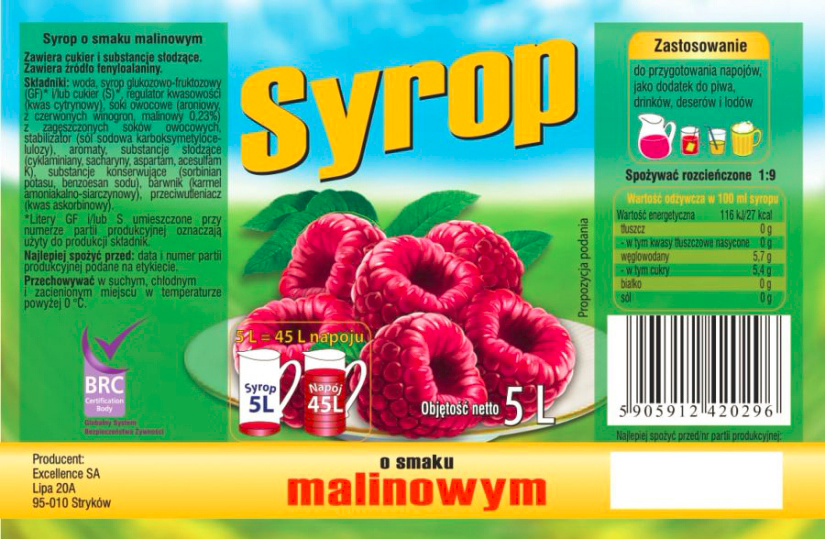 Syrop o smaku malinowym
Zawiera cukier i substancje słodzące.
Zawiera źródło fenyloalaniny.
Składniki: woda, syrop glukozowo-fruktozowy
(GF)* i/lub cukier (S)*, regulator kwasowości
(kwas cytrynowy), soki owocowe (aroniowy,
z czerwonych winogron, malinowy 0,23%)
z zagęszczonych soków owocowych,
stabilizator (sól sodowa karboksymetyloce-
lulozy), aromaty, substancje słodzące
(cyklaminiany, sacharyny, aspartam, acesulfam
K), substancje konserwujące (sorbinian
potasu, benzoesan sodu), barwnik (karmel
amoniakalno-siarczynowy), przeciwutleniacz
(kwas askorbinowy).
*Litery GF i/lub S umieszczone przy
numerze partii produkcyjnej oznaczają
użyty do produkcji składnik.
Najlepiej spożyć przed: data i numer partii
produkcyjnej podane na etykiecie.
Przechowywać w suchym, chłodnym
i zacienionym miejscu w temperaturze
powyżej 0 °C.
BRC
Certification
Body
Globalny System
Bezpieczeństwa Żywności
Producent:
Excellence SA
Lipa 20A
95-010 Stryków
Syrop
5 L = 45 L napoju
Syrop
5L
Napój
45L
Objętość netto 5 L
Propozycja podania
o smaku
malinowym
Zastosowanie
do przygotowania napojów,
jako dodatek do piwa,
drinków, deserów i lodów
Spożywać rozcieńczone 1:9
Wartość odżywcza w 100 ml syropu
Wartość energetyczna 116 kJ/27 kcal
tłuszcz 0 g
- w tym kwasy tłuszczowe nasycone 0 g
węglowodany 5,7 g
- w tym cukry 5,4 g
białko 0 g
sól 0 g
5 905912 420296
Najlepiej spożyć przed/nr partii produkcyjnej: